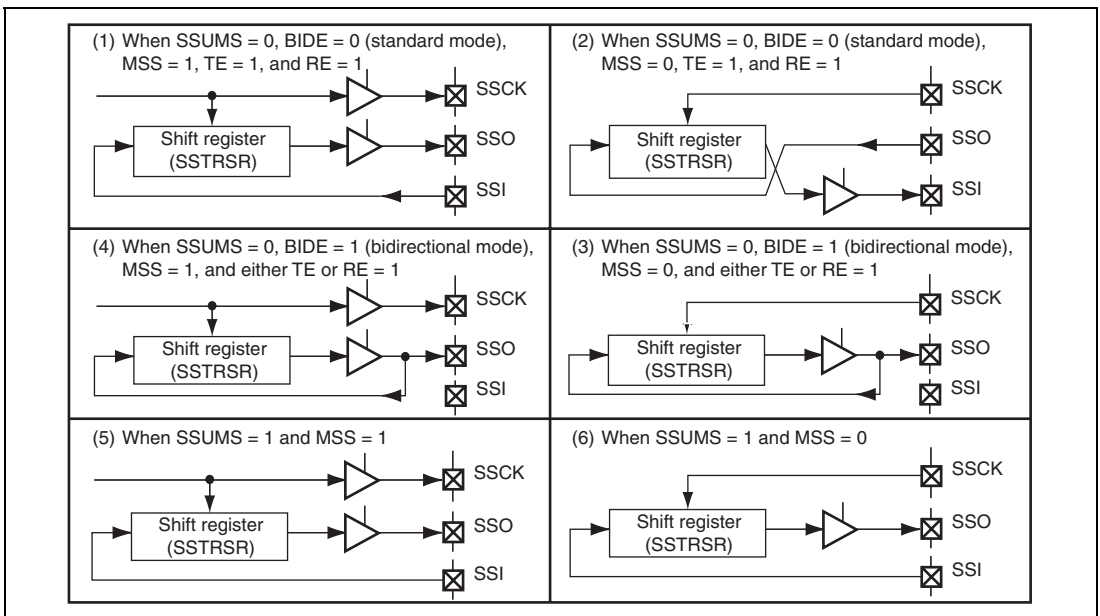 (1) When SSUMS = 0, BIDE = 0 (standard mode),
MSS = 1, TE = 1, and RE = 1
SSCK
Shift register
(SSTRSR)
SSO
SSI
(2) When SSUMS = 0, BIDE = 0 (standard mode),
MSS = 0, TE = 1, and RE = 1
SSCK
Shift register
(SSTRSR)
SSO
SSI
(4) When SSUMS = 0, BIDE = 1 (bidirectional mode),
MSS = 1, and either TE or RE = 1
SSCK
Shift register
(SSTRSR)
SSO
SSI
(3) When SSUMS = 0, BIDE = 1 (bidirectional mode),
MSS = 0, and either TE or RE = 1
SSCK
Shift register
(SSTRSR)
SSO
SSI
(5) When SSUMS = 1 and MSS = 1
SSCK
Shift register
(SSTRSR)
SSO
SSI
(6) When SSUMS = 1 and MSS = 0
SSCK
Shift register
(SSTRSR)
SSO
SSI